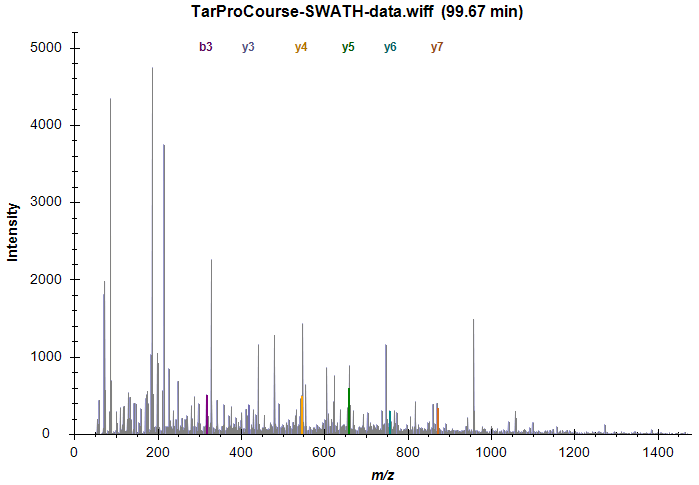 TarProCourse-SWATH-data.wiff (99.67 min)
b3 y3 y4 y5 y6 y7
5000
4000
3000
2000
1000
0
Intensity
0 200 400 600 800 1000 1200 1400
m/z